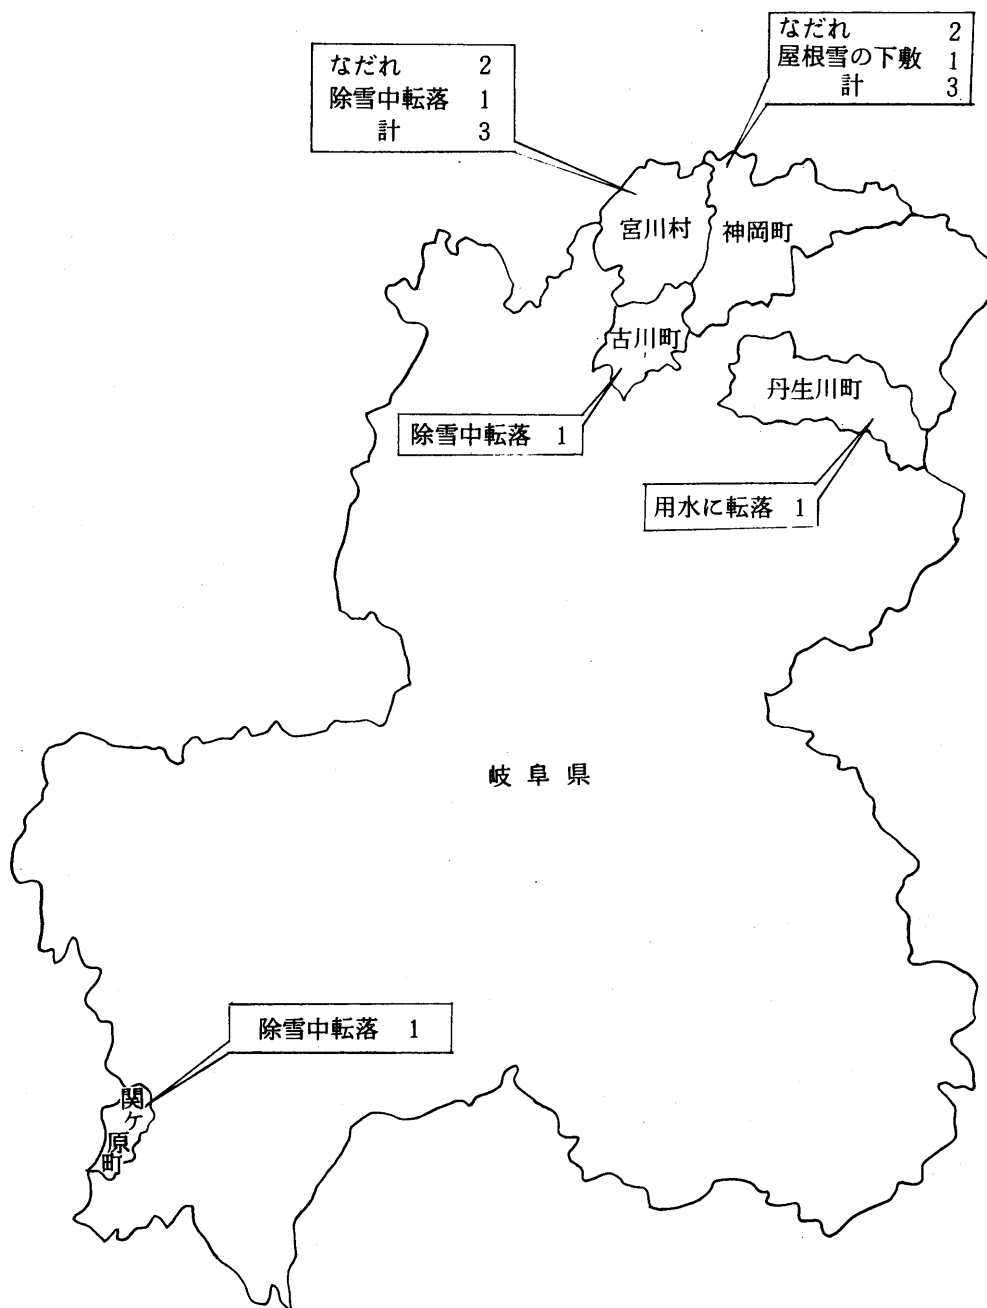 なだれ 2
除雪中転落 1
計 3
なだれ 2
屋根雪の下敷 1
計 3
宮川村
神岡町
古川町
丹生川町
除雪中転落 1
用水に転落 1
岐阜県
除雪中転落 1
関ヶ原町